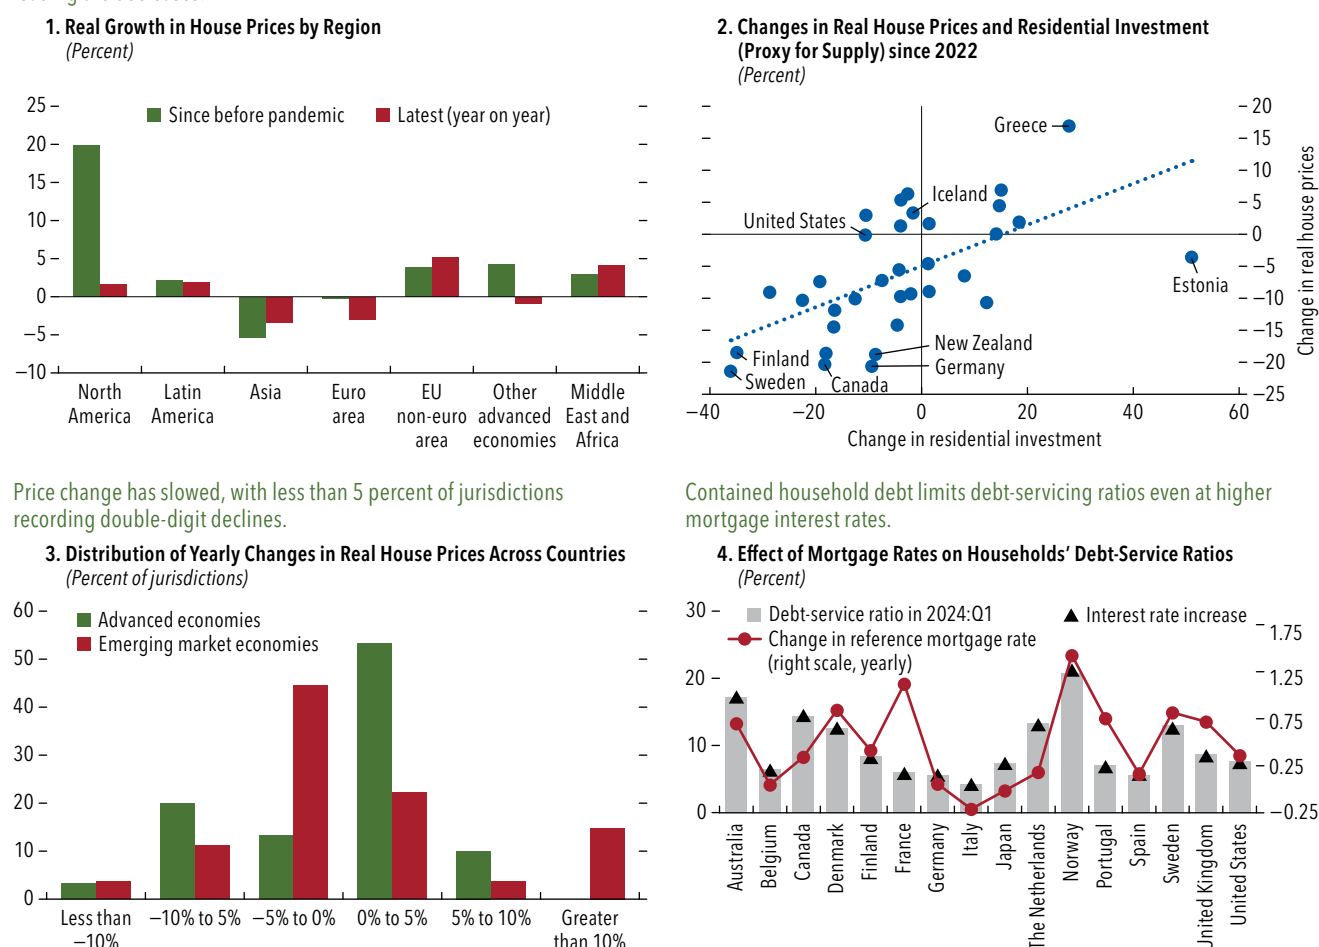 1. Real Growth in House Prices by Region
(Percent)
Since before pandemic
Latest (year on year)
25
20
15
10
5
0
−5
−10
North America
Latin America
Asia
Euro area
EU non-euro area
Other advanced economies
Middle East and Africa
2. Changes in Real House Prices and Residential Investment
(Proxy for Supply) since 2022
(Percent)
Greece
Iceland
United States
Estonia
New Zealand
Germany
Finland
Sweden
Canada
20
15
10
5
0
−5
−10
−15
−20
−25
Change in real house prices
−40
−20
0
20
40
60
Change in residential investment
Price change has slowed, with less than 5 percent of jurisdictions
recording double-digit declines.
3. Distribution of Yearly Changes in Real House Prices Across Countries
(Percent of jurisdictions)
Advanced economies
Emerging market economies
60
50
40
30
20
10
0
Less than −10%
−10% to 5%
−5% to 0%
0% to 5%
5% to 10%
Greater than 10%
Contained household debt limits debt-servicing ratios even at higher
mortgage interest rates.
4. Effect of Mortgage Rates on Households’ Debt-Service Ratios
(Percent)
Debt-service ratio in 2024:Q1
Interest rate increase
Change in reference mortgage rate
(right scale, yearly)
30
20
10
0
1.75
1.25
0.75
0.25
−0.25
Australia
Belgium
Canada
Denmark
Finland
France
Germany
Italy
Japan
The Netherlands
Norway
Portugal
Spain
Sweden
United Kingdom
United States